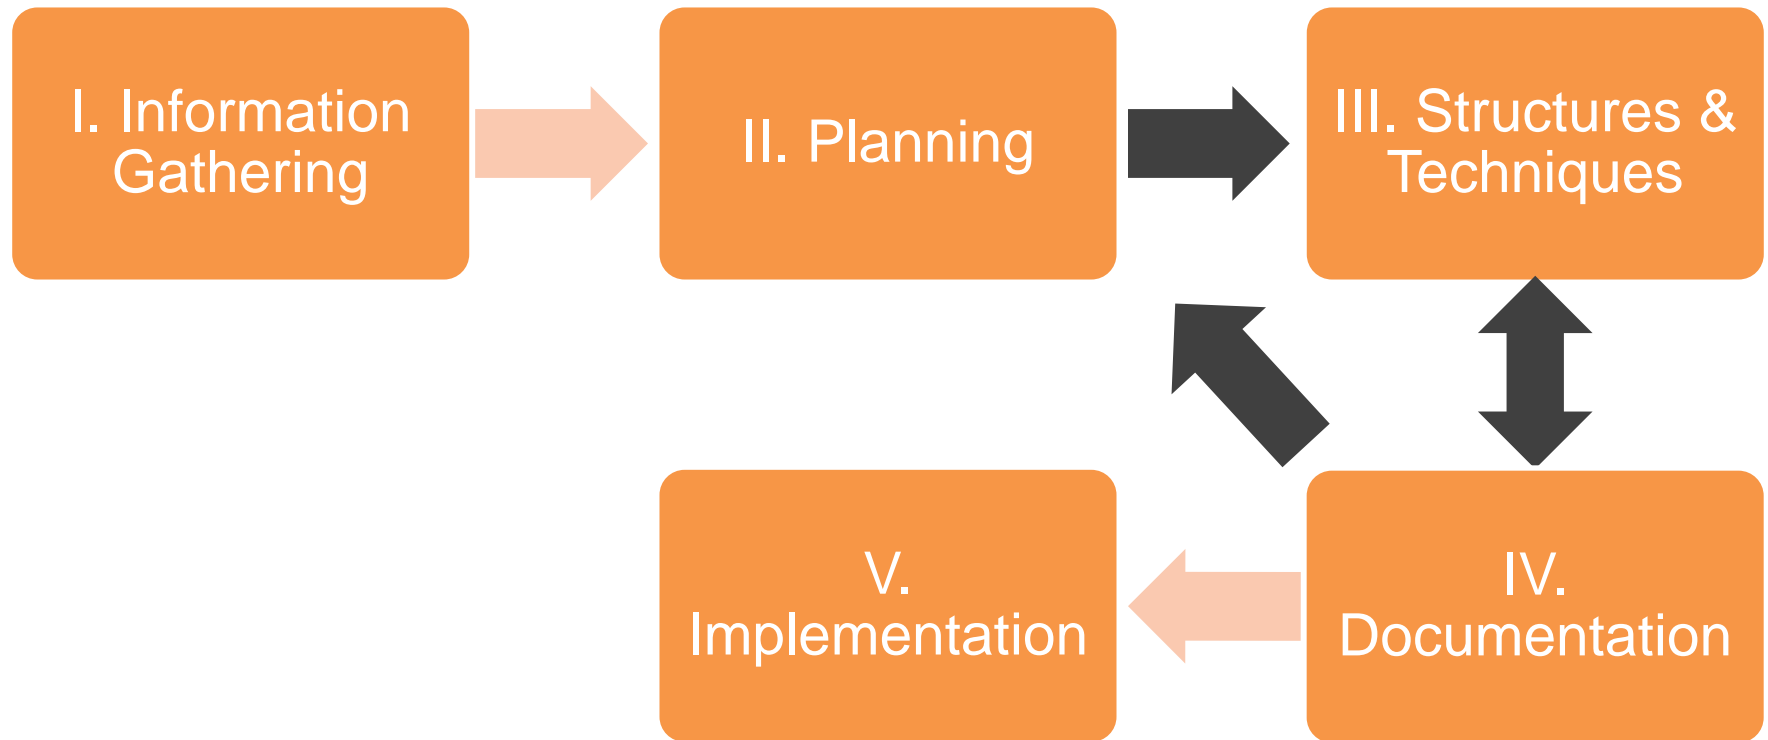 I. Information
Gathering
II. Planning
III. Structures &
Techniques
V.
Implementation
IV.
Documentation